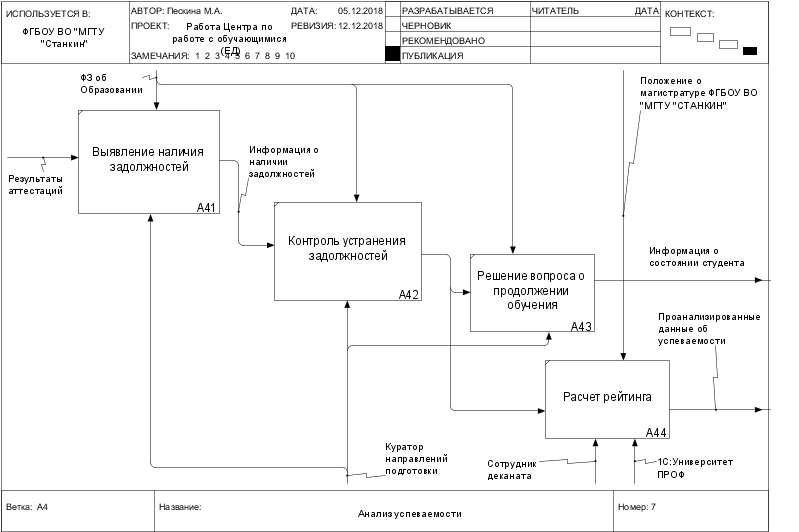 ИСПОЛЬЗУЕТСЯ В:
ФГБОУ ВО "МГТУ
"Станкин"
АВТОР: Пескина М.А.
ДАТА: 05.12.2018
ПРОЕКТ: Работа Центра по
работе с обучающимися
(ЕД)
РЕВИЗИЯ: 12.12.2018
ЗАМЕЧАНИЯ: 1 2 3 4 5 6 7 8 9 10
РАЗРАБАТЫВАЕТСЯ
ЧЕРНОВИК
РЕКОМЕНДОВАНО
ПУБЛИКАЦИЯ
ЧИТАТЕЛЬ ДАТА
КОНТЕКСТ:
ФЗ об
Образовании
Положение о
магистратуре ФГБОУ ВО
"МГТУ "СТАНКИН"
Результаты
аттестаций
Выявление наличия
задолжностей
A41
Информация о
наличии
задолжностей
Контроль устранения
задолжностей
A42
Решение вопроса о
продолжении
обучения
A43
Информация о
состоянии студента
Проанализированные
данные об
успеваемости
Расчет рейтинга
A44
Куратор
направлений
подготовки
Сотрудник
деканата
1С:Университет
ПРОФ
Ветка: A4
Название:
Анализ успеваемости
Номер: 7